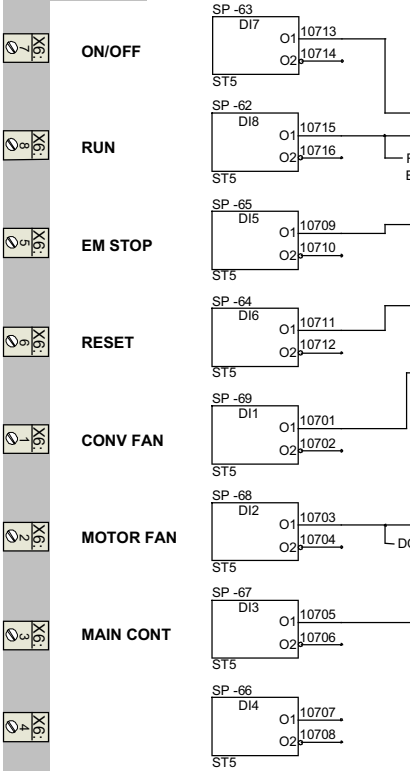 SP -63
DI7
X6: 7
ON/OFF
O1 10713
O2 10714
ST5
SP -62
DI8
X6: 8
RUN
O1 10715
O2 10716
ST5
SP -65
DI5
X6: 5
EM STOP
O1 10709
O2 10710
ST5
SP -64
DI6
X6: 6
RESET
O1 10711
O2 10712
ST5
SP -69
DI1
X6: 1
CONV FAN
O1 10701
O2 10702
ST5
SP -68
DI2
X6: 2
MOTOR FAN
O1 10703
O2 10704
ST5
SP -67
DI3
X6: 3
MAIN CONT
O1 10705
O2 10706
ST5
SP -66
DI4
X6: 4
O1 10707
O2 10708
ST5